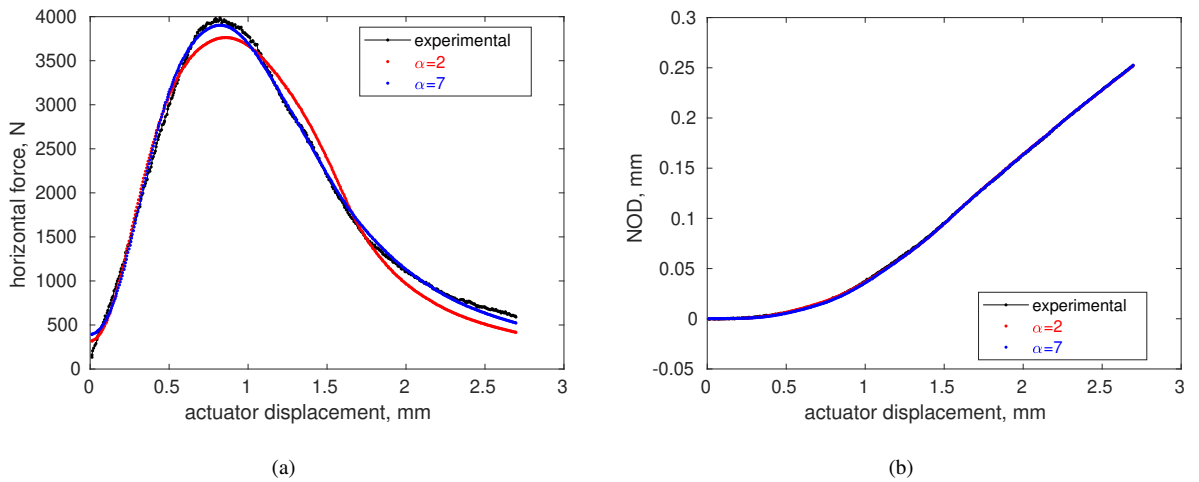 4000
3500
3000
2500
2000
1500
1000
500
0
horizontal force, N
experimental
α=2
α=7
0 0.5 1 1.5 2 2.5 3
actuator displacement, mm
(a)
0.3
0.25
0.2
0.15
0.1
0.05
0
-0.05
NOD, mm
experimental
α=2
α=7
0 0.5 1 1.5 2 2.5 3
actuator displacement, mm
(b)